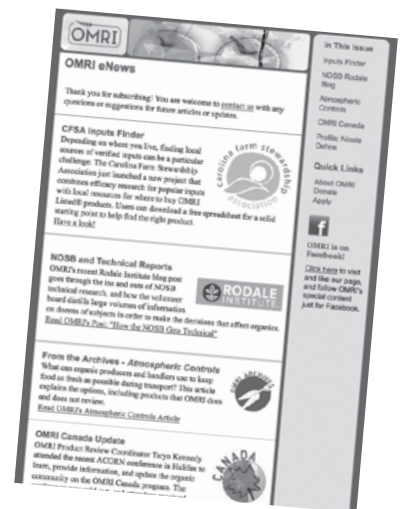 OMRI
OMRI eNews
Thank you for subscribing! You are welcome to contact us with any
questions or suggestions for future articles or updates.
CFSA Inputs Finder
Depending on where you live, finding local
sources of verified inputs can be a particular
challenge. The Carolina Farm Stewardship
Association just launched a new project that
combines efficacy research for popular inputs
with local resources for where to buy OMRI
Listed® products. Users can download a free spreadsheet for a solid
starting point to help find the right product.
Have a look!
carolina farm stewardship
association
NOSB and Technical Reports
OMRI's recent Rodale Institute blog post
goes through the ins and outs of NOSB
technical research, and how the volunteer
board distills large volumes of information
on dozens of subjects in order to make the decisions that affect organics.
Read OMRI's Post: "How the NOSB Gets Technical"
RODALE
INSTITUTE
From the Archives - Atmospheric Controls
What can organic producers and handlers use to keep
food as fresh as possible during transport? This article
explains the options, including products that OMRI does
and does not review.
Read OMRI's Atmospheric Controls Article
OMRI ARCHIVES
OMRI Canada Update
OMRI Product Review Coordinator Taryn Kennedy
attended the recent ACORN conference in Halifax to
learn, provide information, and update the organic
community on the OMRI Canada program. The
CANADA
In This Issue
Inputs Finder
NOSB Rodale
Blog
Atmospheric
Controls
OMRI Canada
Profile: Nicole
Dehne
Quick Links
About OMRI
Donate
Apply
f
OMRI is on
Facebook!
Click here to visit
and like our page,
and follow OMRI's
special content
just for Facebook.